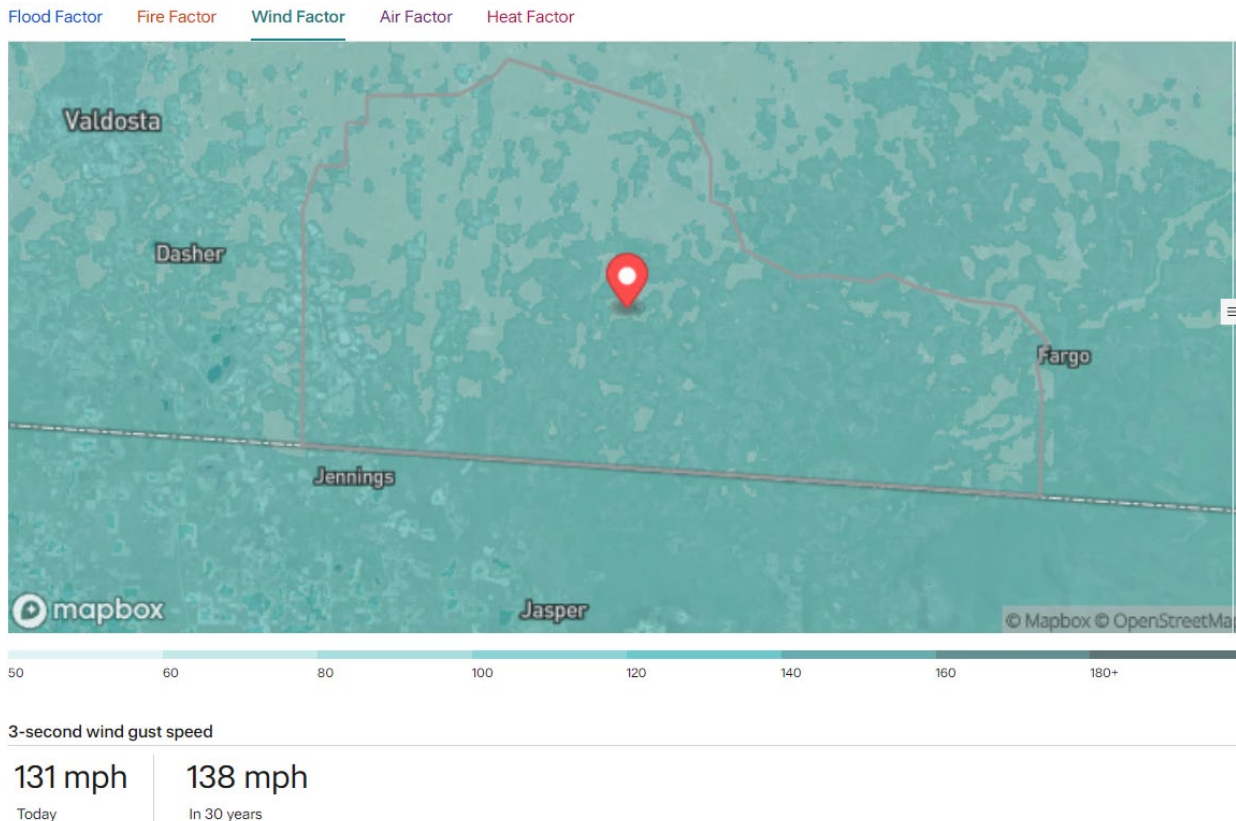 Flood Factor Fire Factor Wind Factor Air Factor Heat Factor
Valdosta
Dasher
Fargo
Jennings
Jasper
mapbox
© Mapbox © OpenStreetMap
50 60 80 100 120 140 160 180+
3-second wind gust speed
131 mph 138 mph
Today In 30 years